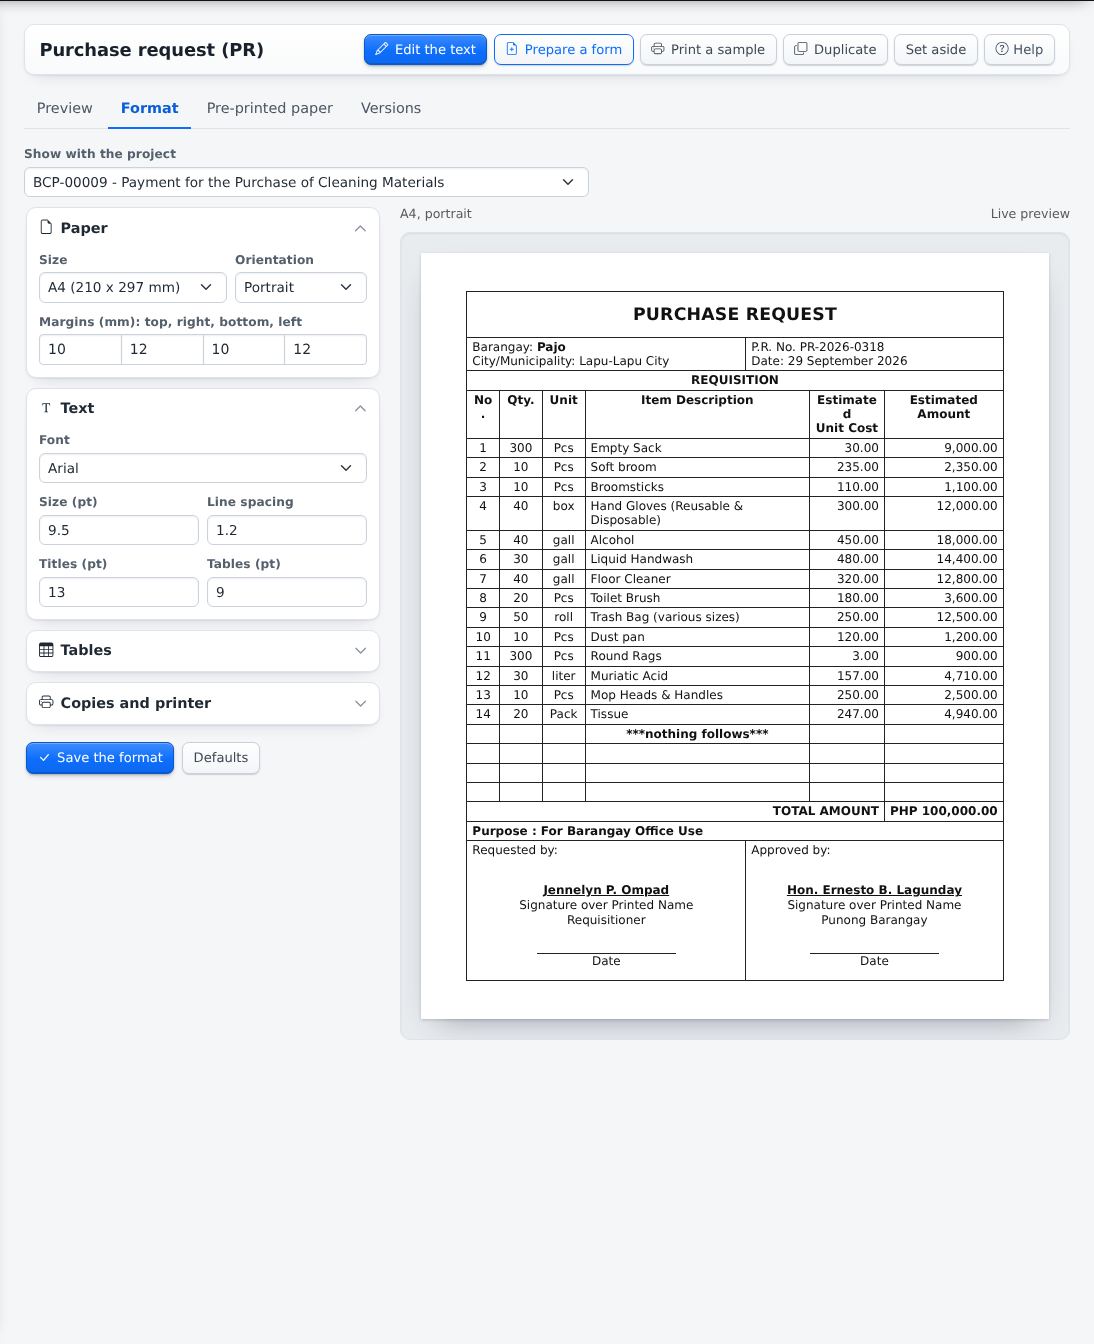 Purchase request (PR)
Edit the text
Prepare a form
Print a sample
Duplicate
Set aside
Help
Preview
Format
Pre-printed paper
Versions
Show with the project
BCP-00009 - Payment for the Purchase of Cleaning Materials
Paper
Size
Orientation
A4 (210 x 297 mm)
Portrait
Margins (mm): top, right, bottom, left
10 12 10 12
Text
Font
Arial
Size (pt)
Line spacing
9.5
1.2
Titles (pt)
Tables (pt)
13
9
Tables
Copies and printer
Save the format
Defaults
A4, portrait
Live preview
PURCHASE REQUEST
Barangay: Pajo
City/Municipality: Lapu-Lapu City
P.R. No. PR-2026-0318
Date: 29 September 2026
REQUISITION
No. Qty. Unit Item Description Estimated Unit Cost Estimated Amount
1 300 Pcs Empty Sack 30.00 9,000.00
2 10 Pcs Soft broom 235.00 2,350.00
3 10 Pcs Broomsticks 110.00 1,100.00
4 40 box Hand Gloves (Reusable & Disposable) 300.00 12,000.00
5 40 gall Alcohol 450.00 18,000.00
6 30 gall Liquid Handwash 480.00 14,400.00
7 40 gall Floor Cleaner 320.00 12,800.00
8 20 Pcs Toilet Brush 180.00 3,600.00
9 50 roll Trash Bag (various sizes) 250.00 12,500.00
10 10 Pcs Dust pan 120.00 1,200.00
11 300 Pcs Round Rags 3.00 900.00
12 30 liter Muriatic Acid 157.00 4,710.00
13 10 Pcs Mop Heads & Handles 250.00 2,500.00
14 20 Pack Tissue 247.00 4,940.00
***nothing follows***
TOTAL AMOUNT PHP 100,000.00
Purpose : For Barangay Office Use
Requested by:
Jennelyn P. Ompad
Signature over Printed Name
Requisitioner
Date
Approved by:
Hon. Ernesto B. Lagunday
Signature over Printed Name
Punong Barangay
Date